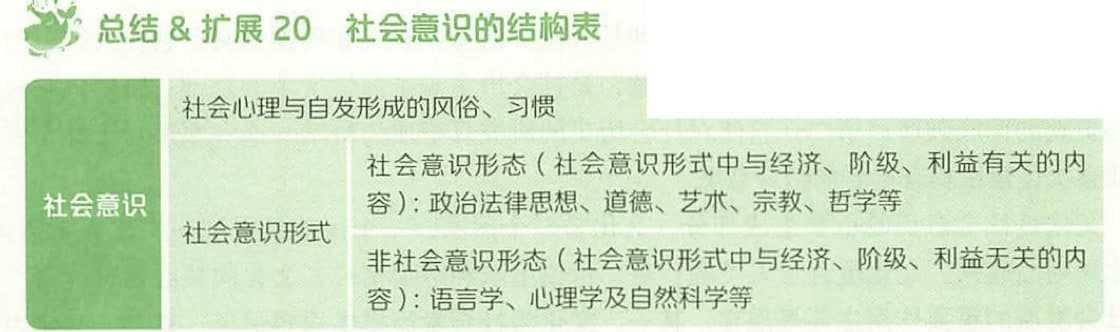 总结 & 扩展 20 社会意识的结构表
社会意识
社会心理与自发形成的风俗、习惯
社会意识形式
社会意识形态（社会意识形式中与经济、阶级、利益有关的内
容）：政治法律思想、道德、艺术、宗教、哲学等
非社会意识形态（社会意识形式中与经济、阶级、利益无关的内
容）：语言学、心理学及自然科学等